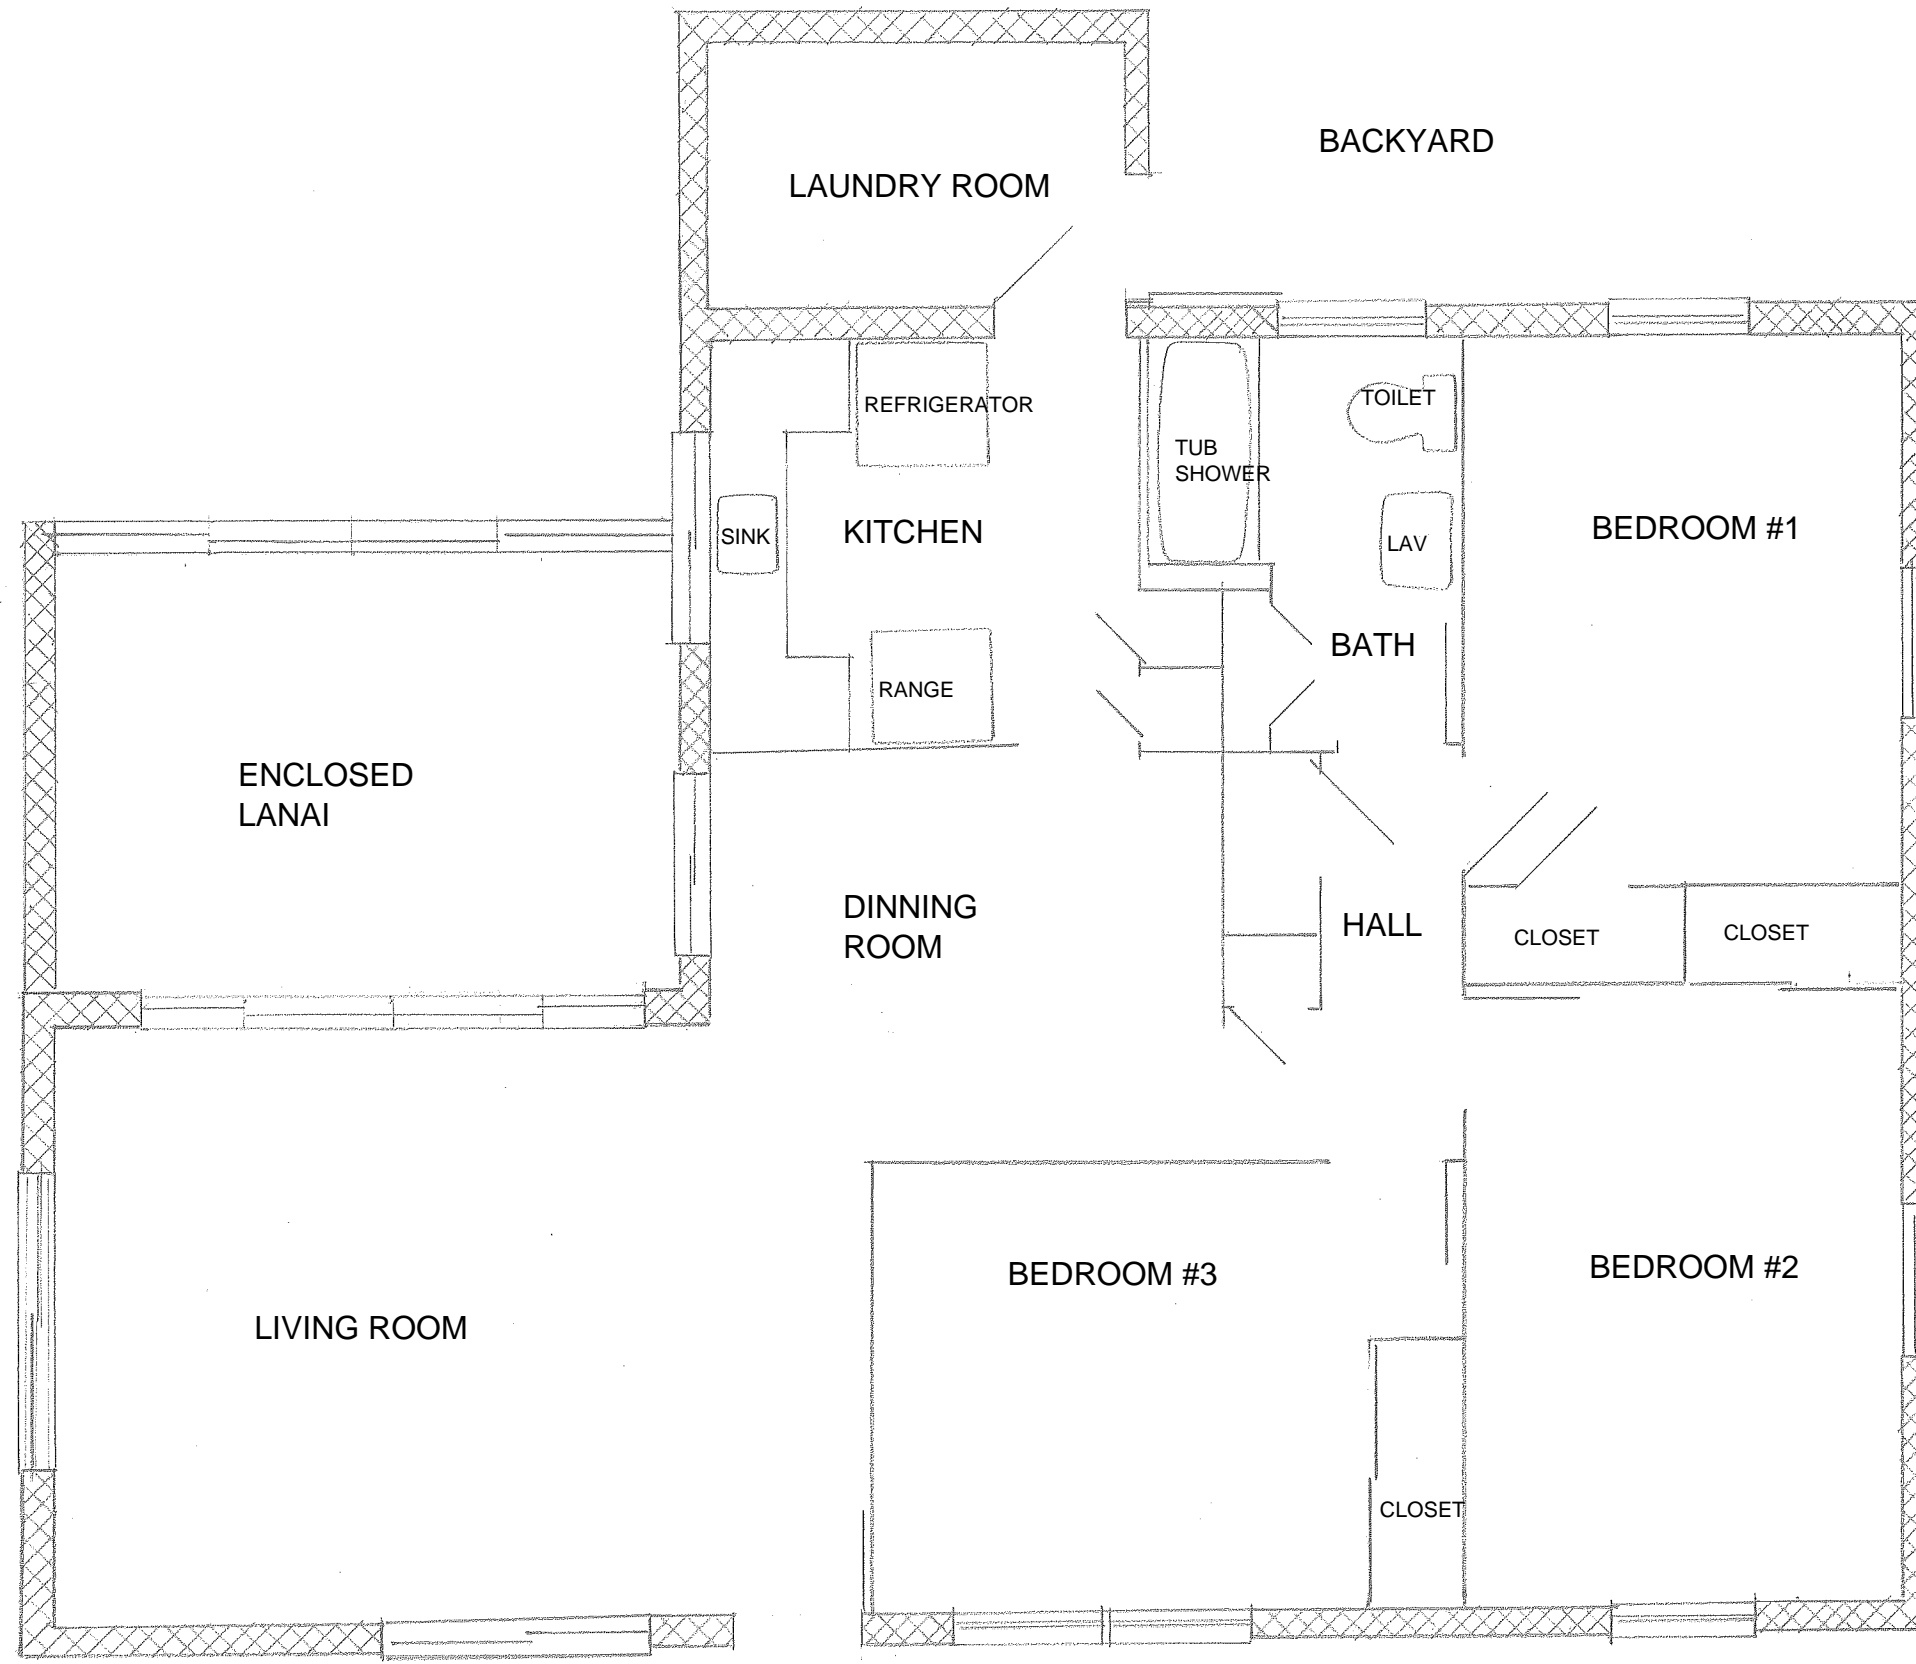 BACKYARD
LAUNDRY ROOM
REFRIGERATOR
TOILET
TUB
SHOWER
SINK
KITCHEN
LAV
BEDROOM #1
BATH
RANGE
ENCLOSED
LANAI
DINNING
ROOM
HALL
CLOSET
CLOSET
BEDROOM #3
BEDROOM #2
LIVING ROOM
CLOSET